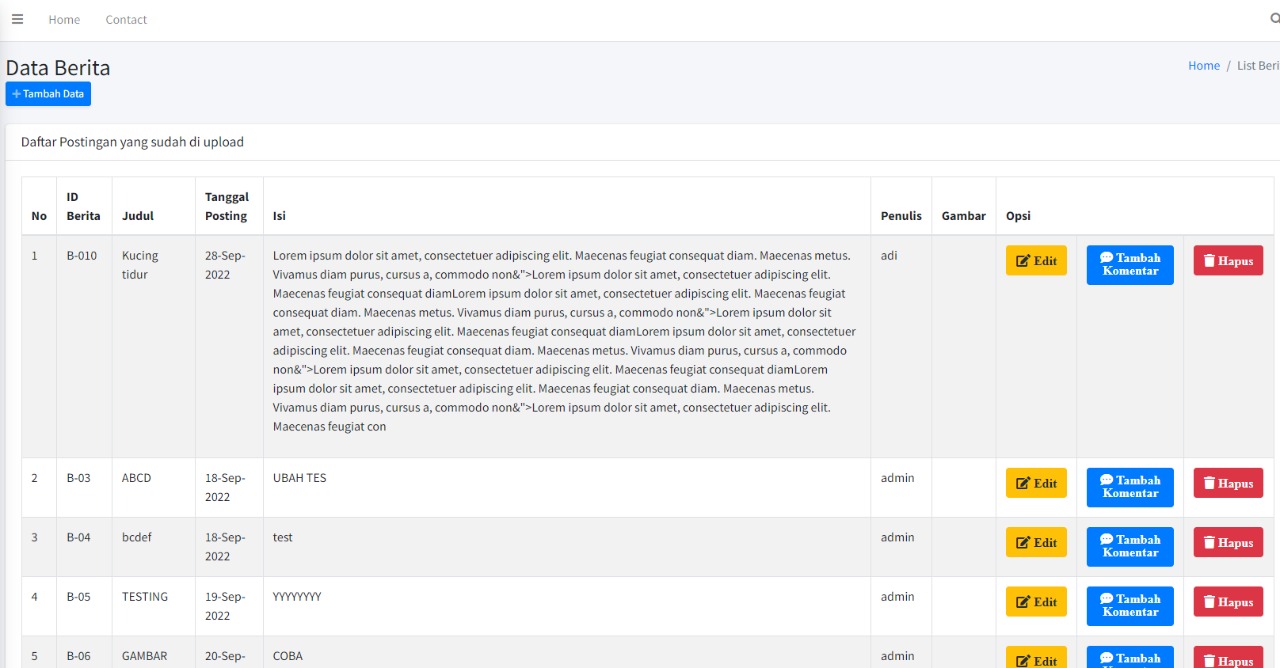 Home Contact
Data Berita
Home / List Beri
+ Tambah Data
Daftar Postingan yang sudah di upload
No ID Berita Judul Tanggal Posting Isi Penulis Gambar Opsi
1 B-010 Kucing tidur 28-Sep-2022
Lorem ipsum dolor sit amet, consectetuer adipiscing elit. Maecenas feugiat consequat diam. Maecenas metus.
Vivamus diam purus, cursus a, commodo non&">Lorem ipsum dolor sit amet, consectetuer adipiscing elit.
Maecenas feugiat consequat diamLorem ipsum dolor sit amet, consectetuer adipiscing elit. Maecenas feugiat
consequat diam. Maecenas metus. Vivamus diam purus, cursus a, commodo non&">Lorem ipsum dolor sit
amet, consectetuer adipiscing elit. Maecenas feugiat consequat diamLorem ipsum dolor sit amet, consectetuer
adipiscing elit. Maecenas feugiat consequat diam. Maecenas metus. Vivamus diam purus, cursus a, commodo
non&">Lorem ipsum dolor sit amet, consectetuer adipiscing elit. Maecenas feugiat consequat diamLorem
ipsum dolor sit amet, consectetuer adipiscing elit. Maecenas feugiat consequat diam. Maecenas metus.
Vivamus diam purus, cursus a, commodo non&">Lorem ipsum dolor sit amet, consectetuer adipiscing elit.
Maecenas feugiat con
adi Edit Tambah Komentar Hapus
2 B-03 ABCD 18-Sep-2022 UBAH TES admin Edit Tambah Komentar Hapus
3 B-04 bcdef 18-Sep-2022 test admin Edit Tambah Komentar Hapus
4 B-05 TESTING 19-Sep-2022 YYYYYYYY admin Edit Tambah Komentar Hapus
5 B-06 GAMBAR 20-Sep- COBA admin Edit Tambah Hapus